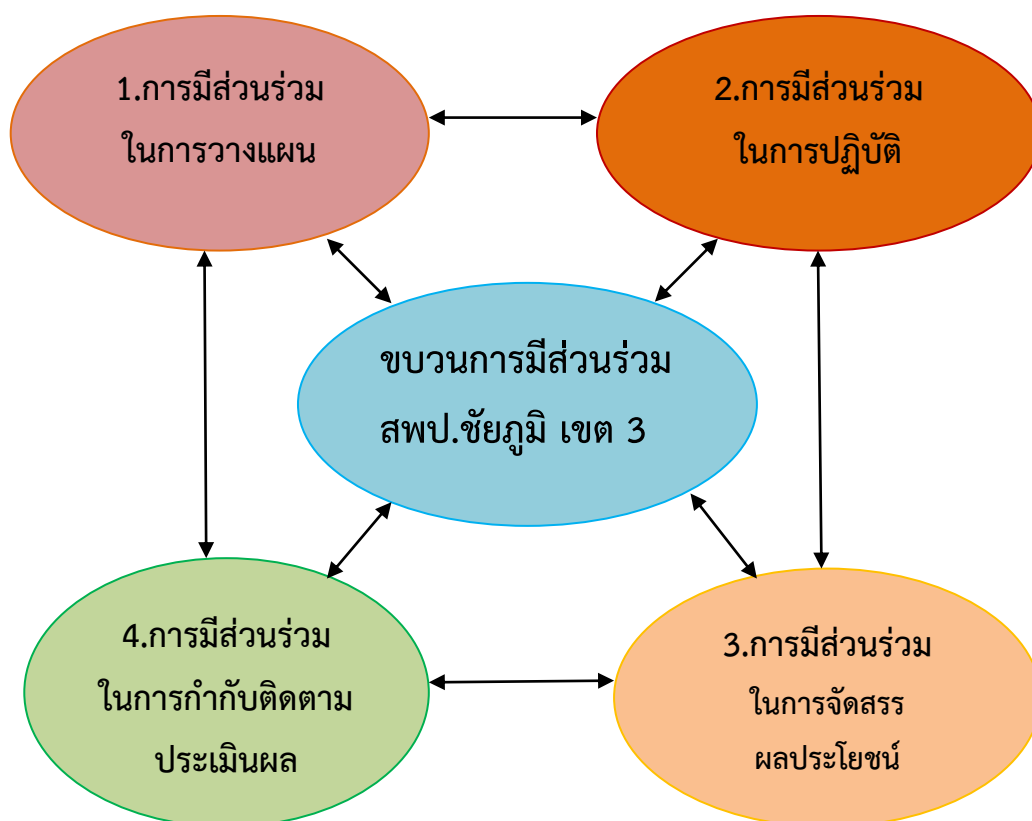 1.การมีส่วนร่วม
ในการวางแผน
2.การมีส่วนร่วม
ในการปฏิบัติ
ขบวนการมีส่วนร่วม
สพป.ชัยภูมิ เขต 3
4.การมีส่วนร่วม
ในการกำกับติดตาม
ประเมินผล
3.การมีส่วนร่วม
ในการจัดสรร
ผลประโยชน์